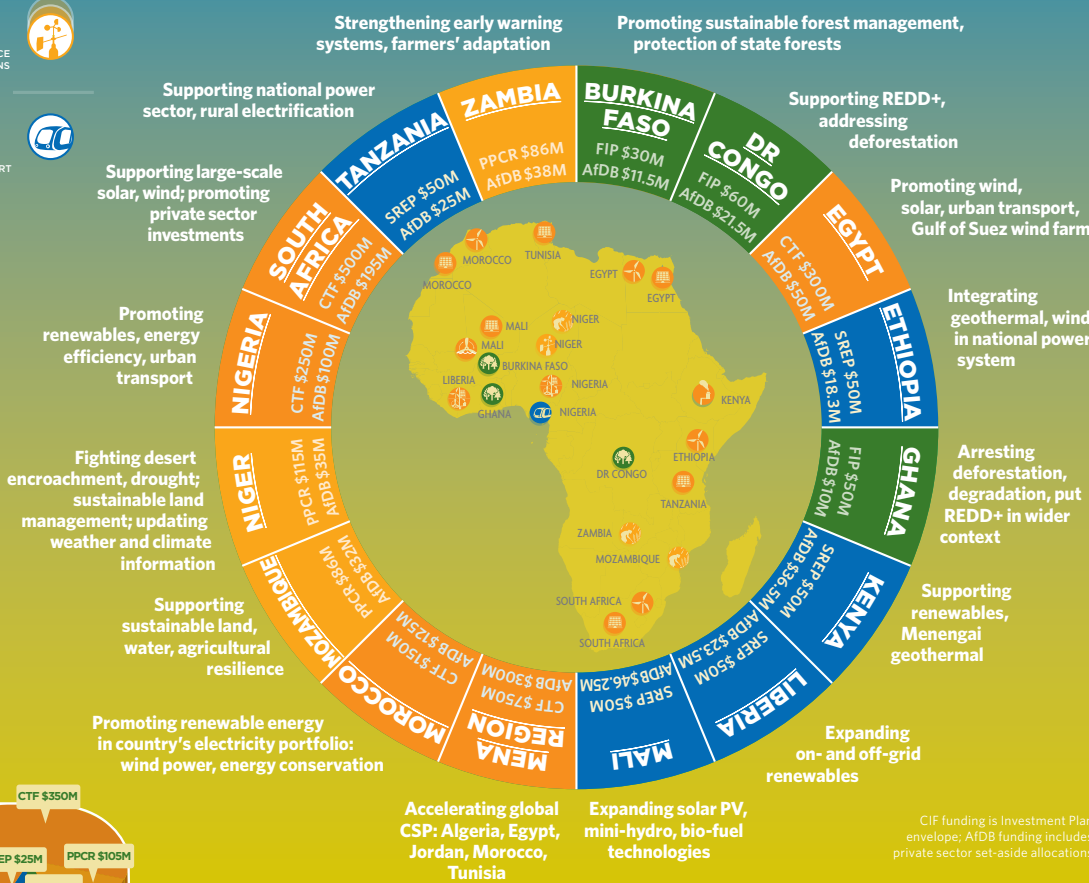 CE
NS
RT
Strengthening early warning
systems, farmers' adaptation
Promoting sustainable forest management,
protection of state forests
Supporting national power
sector, rural electrification
Supporting REDD+,
addressing
deforestation
Supporting large-scale
solar, wind; promoting
private sector
investments
Promoting wind,
solar, urban transport,
Gulf of Suez wind farm
Promoting
renewables, energy
efficiency, urban
transport
Integrating
geothermal, wind
in national power
system
Fighting desert
encroachment, drought;
sustainable land
management; updating
weather and climate
information
Arresting
deforestation,
degradation, put
REDD+ in wider
context
Supporting
sustainable land,
water, agricultural
resilience
Supporting
renewables,
Menengai
geothermal
Promoting renewable energy
in country's electricity portfolio:
wind power, energy conservation
Expanding
on- and off-grid
renewables
Accelerating global
CSP: Algeria, Egypt,
Jordan, Morocco,
Tunisia
Expanding solar PV,
mini-hydro, bio-fuel
technologies
BURKINA
FASO
FIP $30M
AfDB $11.5M
DR
CONGO
FIP $60M
AfDB $21.5M
EGYPT
CTF $300M
AfDB $50M
ETHIOPIA
SREP $50M
AfDB $18.3M
GHANA
FIP $50M
AfDB $10M
KENYA
SREP $50M
AfDB $36.5M
LIBERIA
SREP $50M
AfDB $23.5M
MALI
SREP $50M
AfDB $46.25M
MENA
REGION
CTF $750M
AfDB $300M
MOROCCO
CTF $150M
AfDB $125M
MOZAMBIQUE
PPCR $86M
AfDB $32M
NIGER
PPCR $115M
AfDB $35M
NIGERIA
CTF $250M
AfDB $100M
SOUTH
AFRICA
CTF $500M
AfDB $195M
TANZANIA
SREP $50M
AfDB $25M
ZAMBIA
PPCR $86M
AfDB $38M
MOROCCO
TUNISIA
EGYPT
MOROCCO
EGYPT
MALI
NIGER
MALI
NIGER
BURKINA FASO
LIBERIA
NIGERIA
GHANA
NIGERIA
KENYA
ETHIOPIA
DR CONGO
TANZANIA
ZAMBIA
MOZAMBIQUE
SOUTH AFRICA
SOUTH AFRICA
CTF $350M
EP $25M
PPCR $105M
CIF funding is Investment Plan
envelope; AfDB funding includes
private sector set-aside allocations